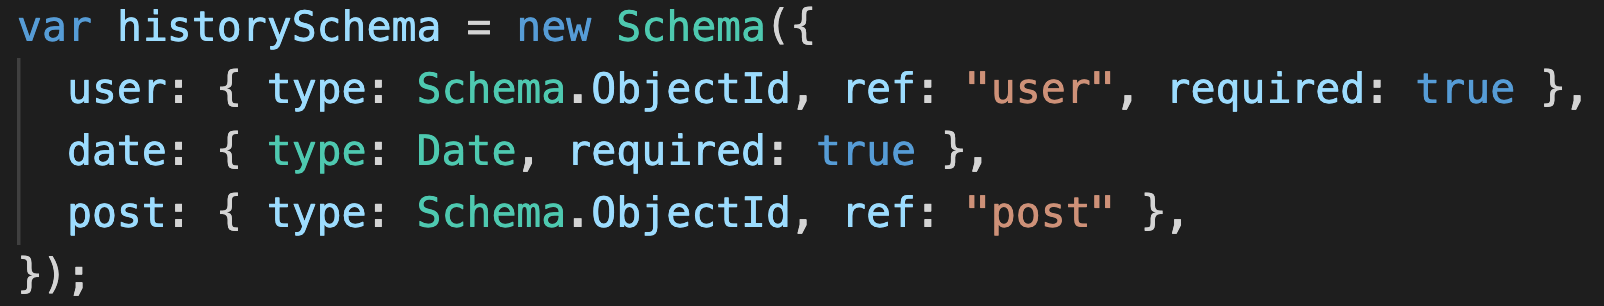 var historySchema = new Schema({
  user: { type: Schema.ObjectId, ref: "user", required: true },
  date: { type: Date, required: true },
  post: { type: Schema.ObjectId, ref: "post" },
});